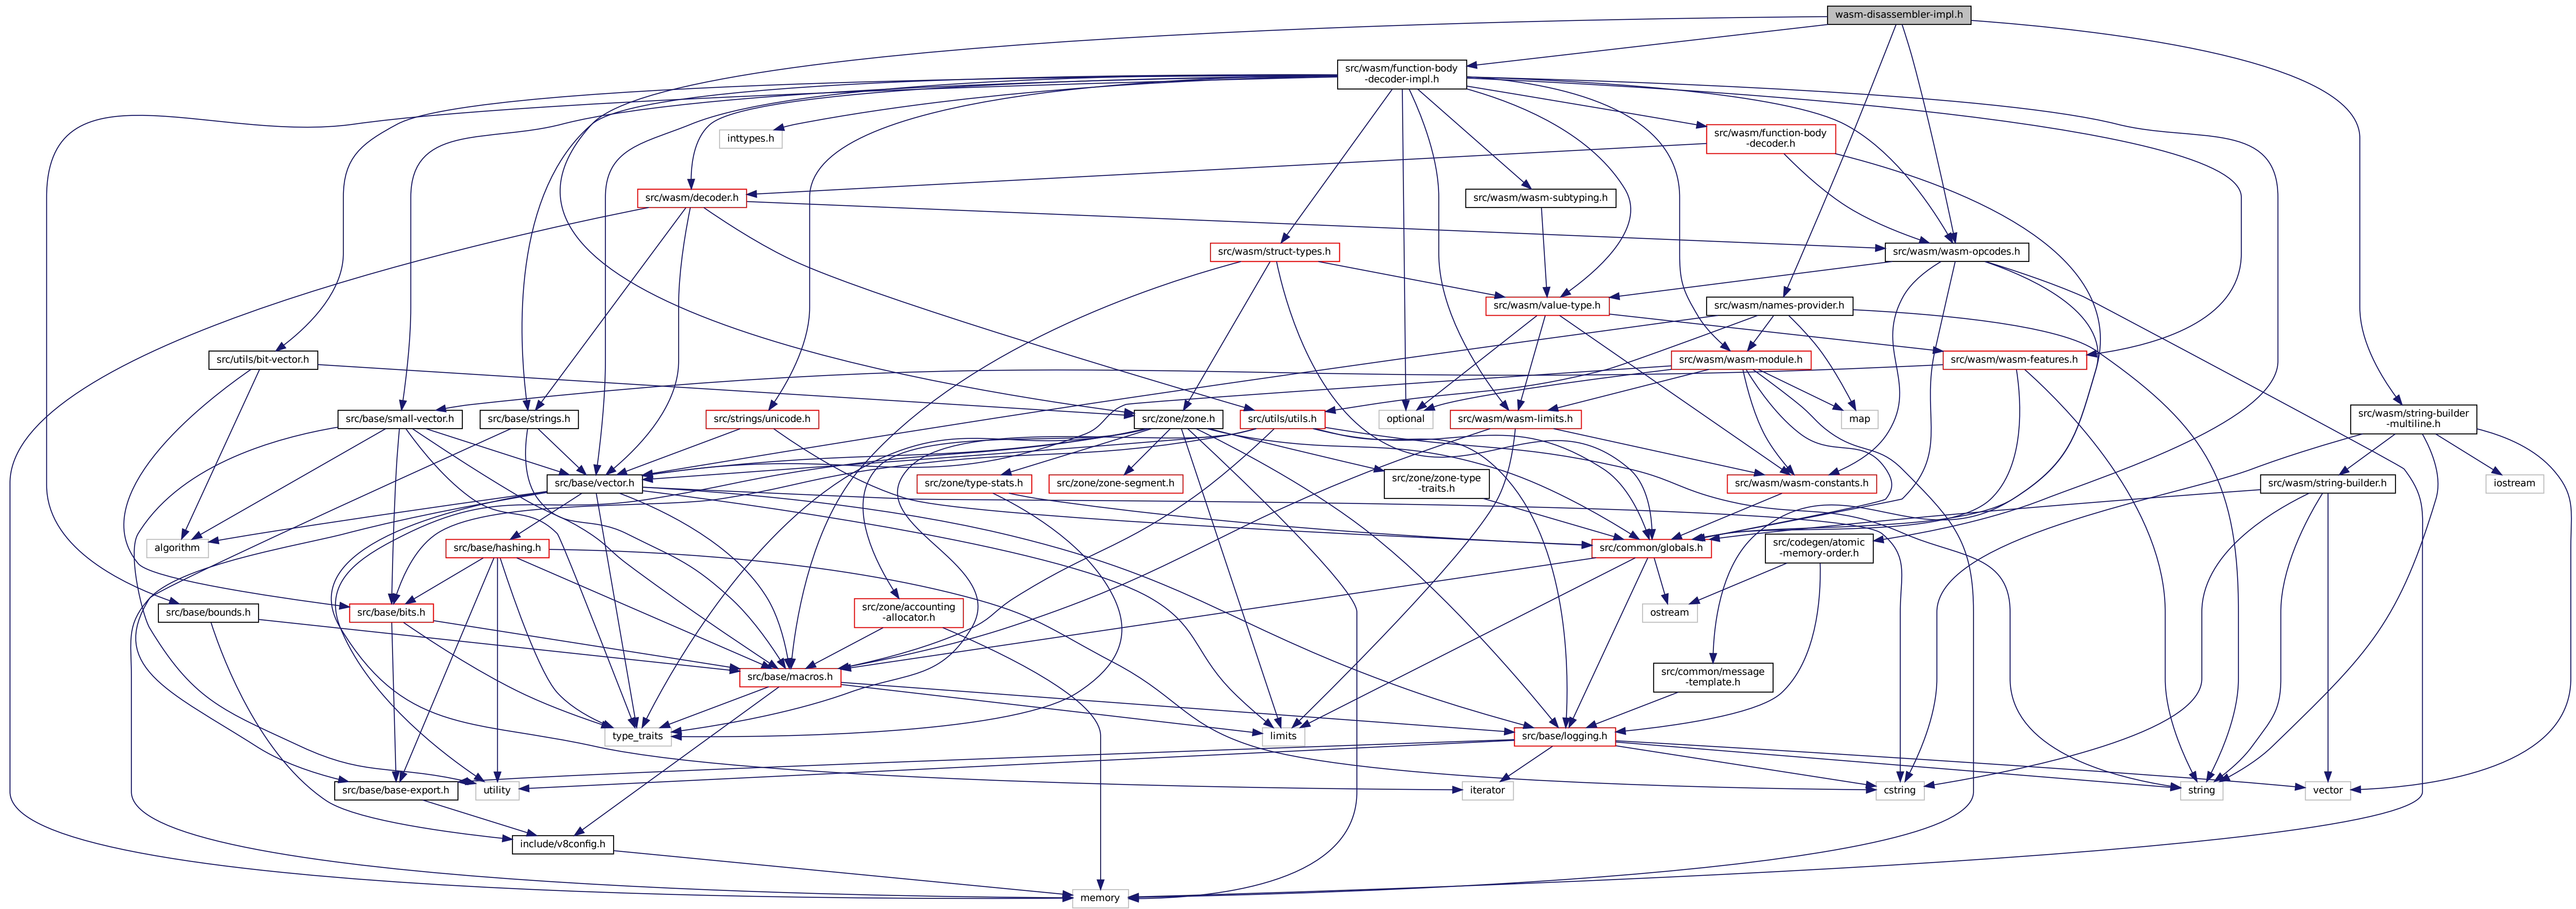 wasm-disassembler-impl.h
src/wasm/function-body
-decoder-impl.h
inttypes.h
src/wasm/function-body
-decoder.h
src/wasm/decoder.h
src/wasm/wasm-subtyping.h
src/wasm/struct-types.h
src/wasm/wasm-opcodes.h
src/wasm/value-type.h
src/wasm/names-provider.h
src/utils/bit-vector.h
src/wasm/wasm-module.h
src/wasm/wasm-features.h
src/base/small-vector.h
src/base/strings.h
src/strings/unicode.h
src/zone/zone.h
src/utils/utils.h
optional
src/wasm/wasm-limits.h
map
src/wasm/string-builder
-multiline.h
src/base/vector.h
src/zone/type-stats.h
src/zone/zone-segment.h
src/zone/zone-type
-traits.h
src/wasm/wasm-constants.h
iostream
src/wasm/string-builder.h
algorithm
src/base/hashing.h
src/common/globals.h
src/codegen/atomic
-memory-order.h
src/base/bounds.h
src/base/bits.h
src/zone/accounting
-allocator.h
ostream
src/base/macros.h
src/common/message
-template.h
type_traits
limits
src/base/logging.h
src/base/base-export.h
utility
iterator
cstring
string
vector
include/v8config.h
memory